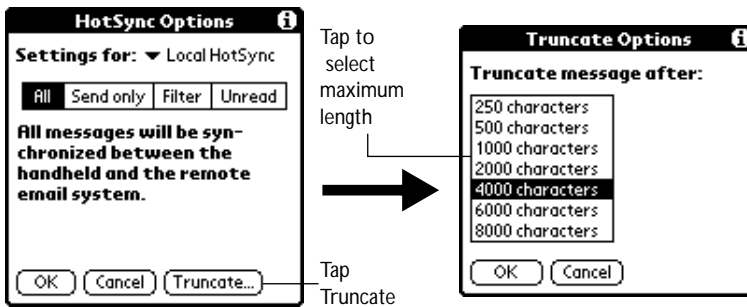 HotSync Options
Settings for: Local HotSync
All Send only Filter Unread
All messages will be syn-
chronized between the
handheld and the remote
email system.
OK Cancel Truncate...
Tap to
select
maximum
length
Tap
Truncate
Truncate Options
Truncate message after:
250 characters
500 characters
1000 characters
2000 characters
4000 characters
6000 characters
8000 characters
OK Cancel